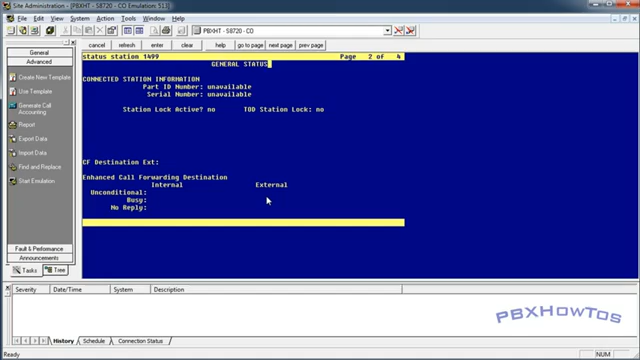 Site Administration - [PBXHT - S8720 - CO Emulation: 513]
File Edit View System Action Tools Window Help
PBXHT - S8720 - CO
cancel refresh enter clear help go to page next page prev page
General
Advanced
Create New Template
Use Template
Generate Call Accounting
Report
Export Data
Import Data
Find and Replace
Start Emulation
Fault & Performance
Announcements
Tasks Tree
status station 1499 Page 2 of 4
GENERAL STATUS
CONNECTED STATION INFORMATION
Part ID Number: unavailable
Serial Number: unavailable
Station Lock Active? no TOD Station Lock: no
CF Destination Ext:
Enhanced Call Forwarding Destination
Internal External
Unconditional:
Busy:
No Reply:
Severity Date/Time System Description
PBXHowTos
History Schedule Connection Status
Ready NUM